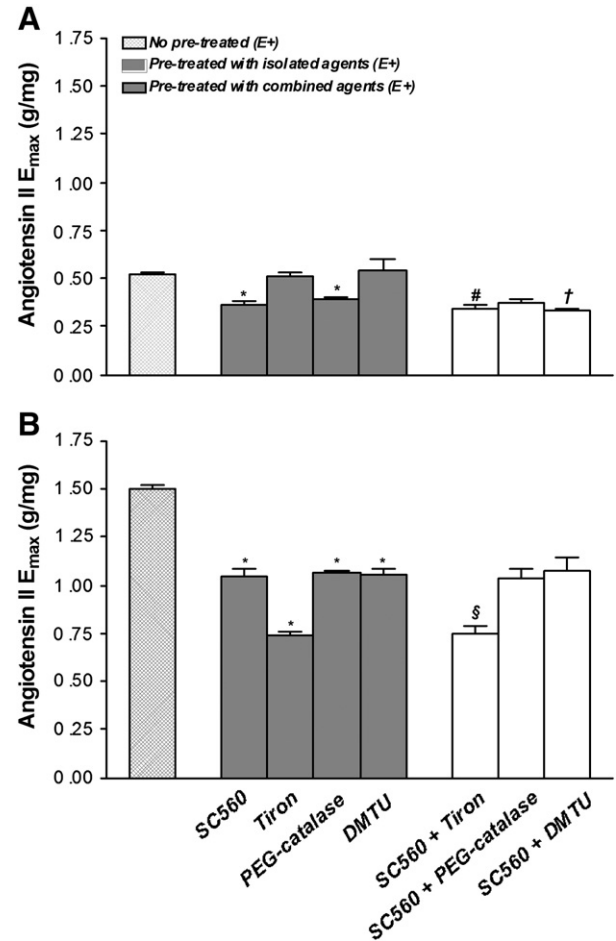 A
1.75
1.50
1.25
1.00
0.75
0.50
0.25
0.00
Angiotensin II Emax (g/mg)
No pre-treated (E+)
Pre-treated with isolated agents (E+)
Pre-treated with combined agents (E+)
*
*
#
†
B
1.75
1.50
1.25
1.00
0.75
0.50
0.25
0.00
Angiotensin II Emax (g/mg)
*
*
*
*
§
SC560
Tiron
PEG-catalase
DMTU
SC560 + Tiron
SC560 + PEG-catalase
SC560 + DMTU